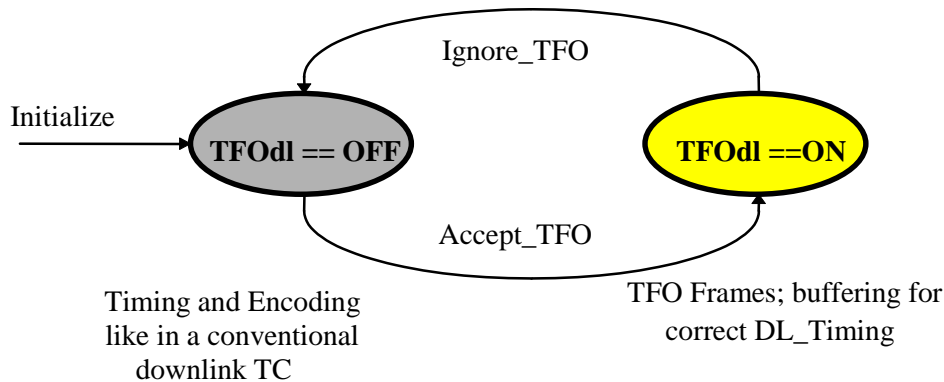 Ignore_TFO
Initialize
TFOdl == OFF
TFOdl ==ON
Accept_TFO
Timing and Encoding
like in a conventional
downlink TC
TFO Frames; buffering for
correct DL_Timing